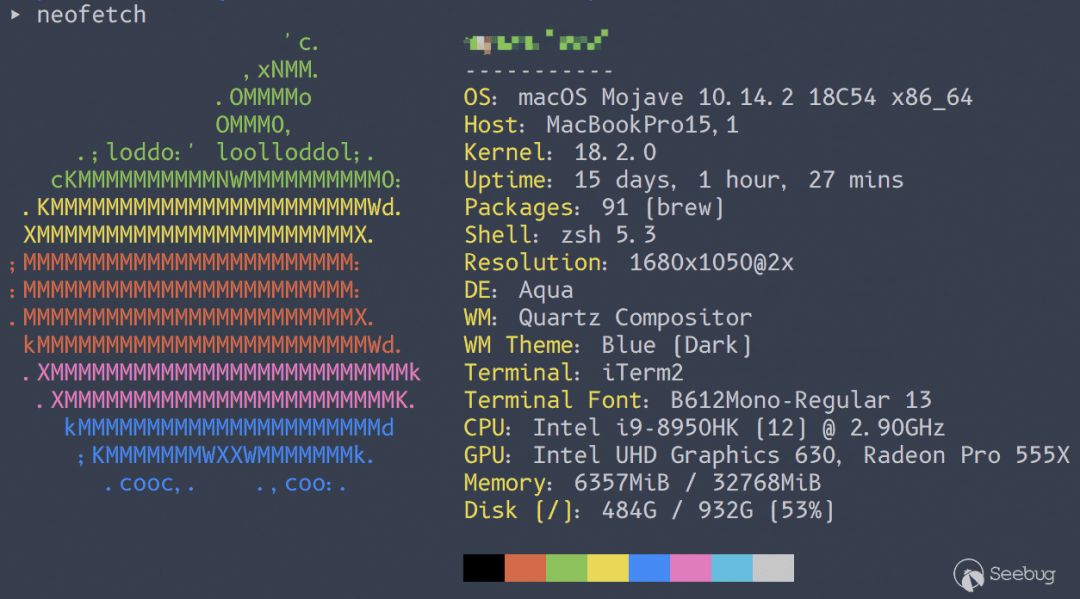 ▸ neofetch
'c.
,xNMM.
.OMMMMo
OMMMO,
.;loddo:' loolloddol;.
cKMMMMMMMMMMNWMMMMMMMMMMO:
.KMMMMMMMMMMMMMMMMMMMMMMMWd.
XMMMMMMMMMMMMMMMMMMMMMMMX.
;MMMMMMMMMMMMMMMMMMMMMMMM:
:MMMMMMMMMMMMMMMMMMMMMMMM:
.MMMMMMMMMMMMMMMMMMMMMMMMX.
kMMMMMMMMMMMMMMMMMMMMMMMMWd.
.XMMMMMMMMMMMMMMMMMMMMMMMMMMk
.XMMMMMMMMMMMMMMMMMMMMMMMMK.
kMMMMMMMMMMMMMMMMMMMMMMd
;KMMMMMMMWXXWMMMMMMMk.
.cooc,.    .,coo:.
-----------
OS: macOS Mojave 10.14.2 18C54 x86_64
Host: MacBookPro15,1
Kernel: 18.2.0
Uptime: 15 days, 1 hour, 27 mins
Packages: 91 (brew)
Shell: zsh 5.3
Resolution: 1680x1050@2x
DE: Aqua
WM: Quartz Compositor
WM Theme: Blue (Dark)
Terminal: iTerm2
Terminal Font: B612Mono-Regular 13
CPU: Intel i9-8950HK (12) @ 2.90GHz
GPU: Intel UHD Graphics 630, Radeon Pro 555X
Memory: 6357MiB / 32768MiB
Disk (/): 484G / 932G (53%)
Seebug